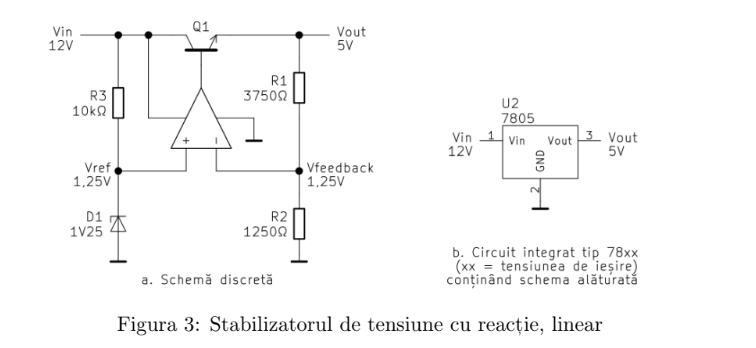 Vin
12V
Q1
Vout
5V
R3
10kΩ
R1
3750Ω
+
−
Vref
1,25V
Vfeedback
1,25V
D1
1V25
R2
1250Ω
a. Schemă discretă
U2
7805
Vin
12V
1
Vin
Vout
GND
3
Vout
5V
2
b. Circuit integrat tip 78xx
(xx = tensiunea de ieșire)
conținând schema alăturată
Figura 3: Stabilizatorul de tensiune cu reacție, linear